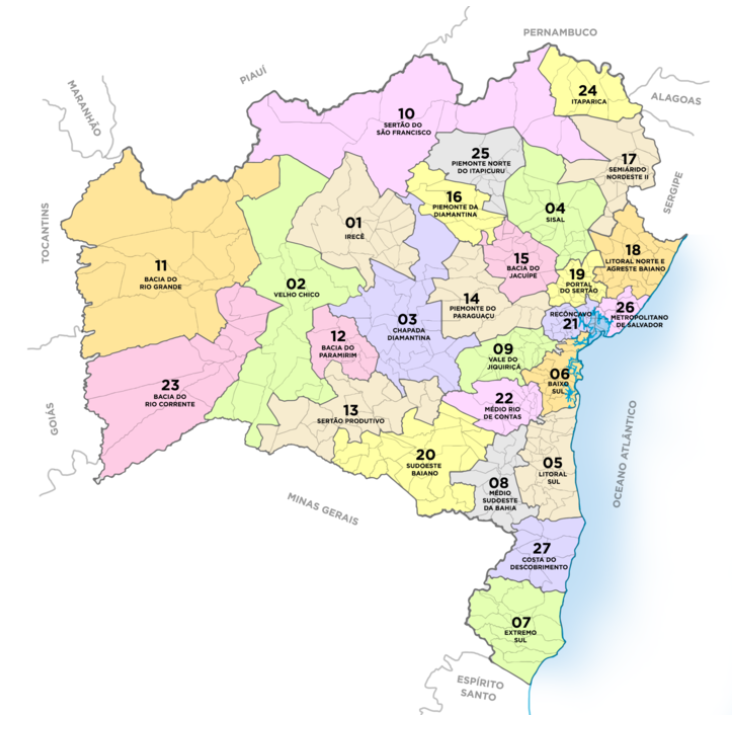 PERNAMBUCO
PIAUÍ
MARANHÃO
ALAGOAS
24
ITAPARICA
10
SERTÃO DO
SÃO FRANCISCO
25
PIEMONTE NORTE
DO ITAPICURU
17
SEMIÁRIDO
NORDESTE II
SERGIPE
16
PIEMONTE DA
DIAMANTINA
04
SISAL
01
IRECÊ
TOCANTINS
11
BACIA DO
RIO GRANDE
15
BACIA DO
JACUÍPE
18
LITORAL NORTE E
AGRESTE BAIANO
19
PORTAL
DO SERTÃO
02
VELHO CHICO
14
PIEMONTE DO
PARAGUAÇU
03
CHAPADA
DIAMANTINA
RECÔNCAVO
21
26
METROPOLITANO
DE SALVADOR
12
BACIA DO
PARAMIRIM
09
VALE DO
JIQUIRIÇÁ
06
BAIXO
SUL
23
BACIA DO
RIO CORRENTE
22
MÉDIO RIO
DE CONTAS
13
SERTÃO PRODUTIVO
GOIÁS
20
SUDOESTE
BAIANO
05
LITORAL
SUL
OCEANO ATLÂNTICO
08
MÉDIO
SUDOESTE
DA BAHIA
MINAS GERAIS
27
COSTA DO
DESCOBRIMENTO
07
EXTREMO
SUL
ESPÍRITO
SANTO